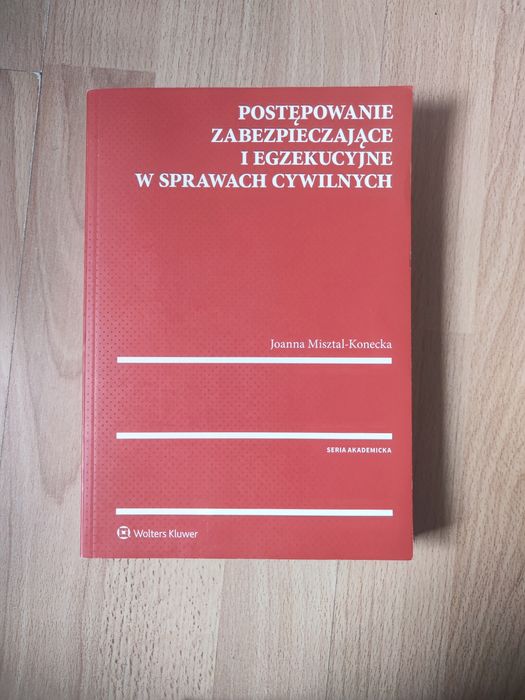 POSTĘPOWANIE
ZABEZPIECZAJĄCE
I EGZEKUCYJNE
W SPRAWACH CYWILNYCH
Joanna Misztal-Konecka
SERIA AKADEMICKA
Wolters Kluwer